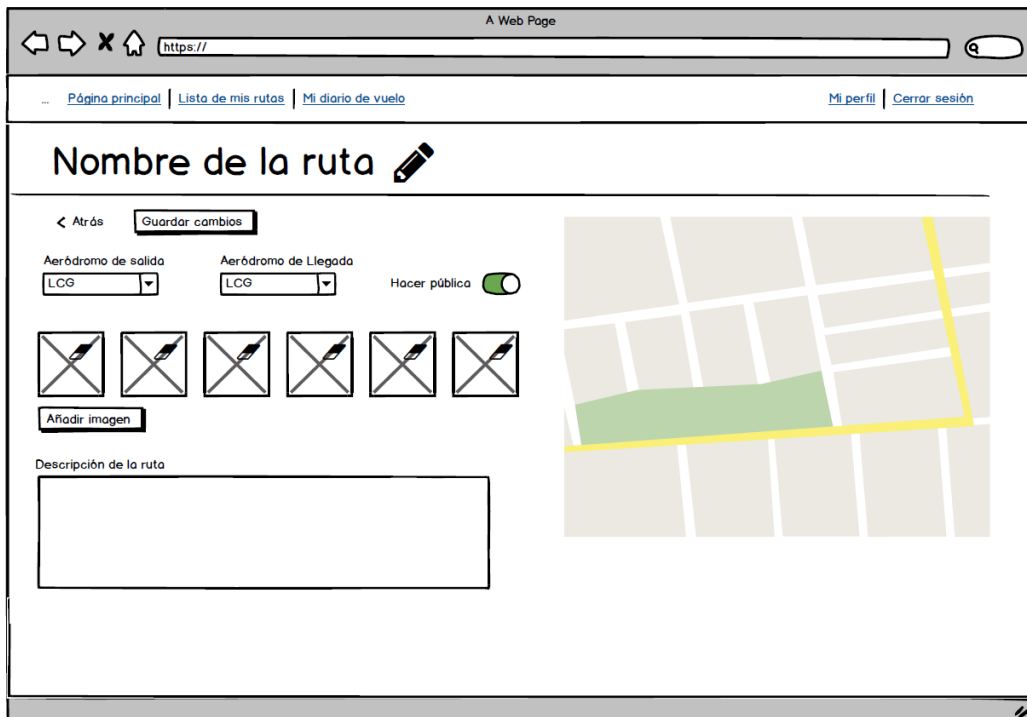 A Web Page
https://
... Página principal Lista de mis rutas Mi diario de vuelo Mi perfil Cerrar sesión
Nombre de la ruta
Atrás Guardar cambios
Aeródromo de salida Aeródromo de Llegada
LCG LCG Hacer pública
Añadir imagen
Descripción de la ruta